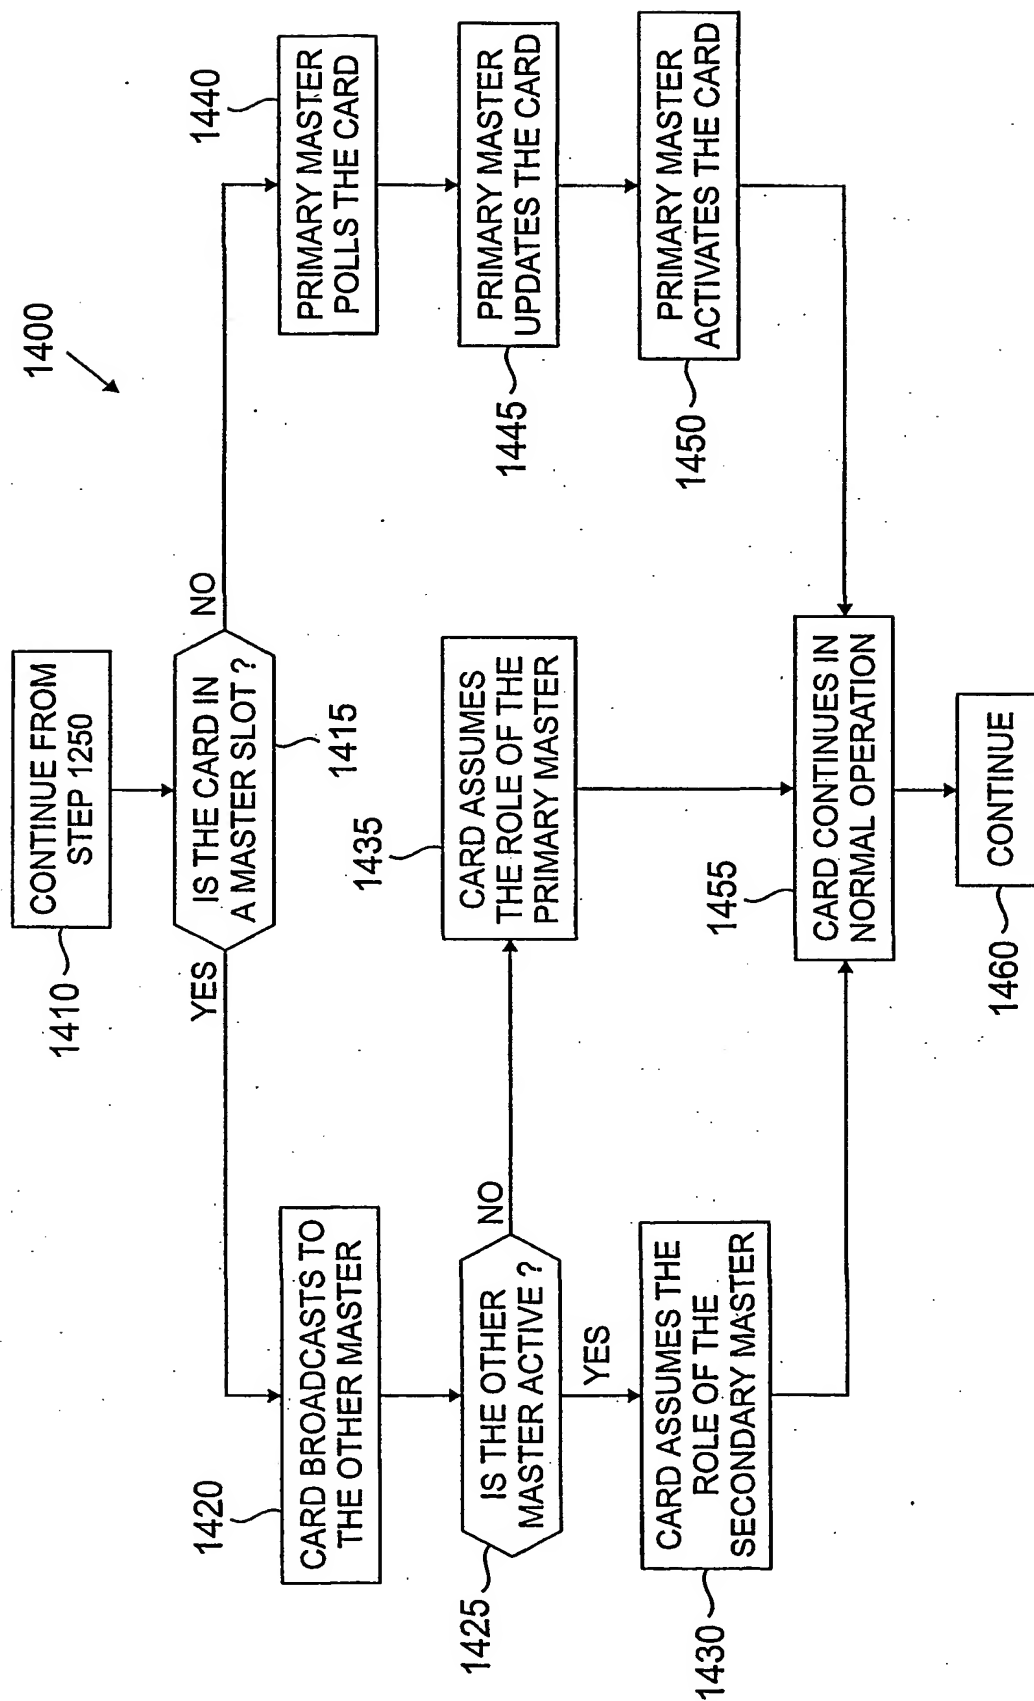 1400
CONTINUE FROM
STEP 1250
1410
IS THE CARD IN
A MASTER SLOT ?
1415
YES
NO
CARD BROADCASTS TO
THE OTHER MASTER
1420
IS THE OTHER
MASTER ACTIVE ?
1425
NO
YES
CARD ASSUMES THE
ROLE OF THE
SECONDARY MASTER
1430
CARD ASSUMES
THE ROLE OF THE
PRIMARY MASTER
1435
PRIMARY MASTER
POLLS THE CARD
1440
PRIMARY MASTER
UPDATES THE CARD
1445
PRIMARY MASTER
ACTIVATES THE CARD
1450
CARD CONTINUES IN
NORMAL OPERATION
1455
CONTINUE
1460